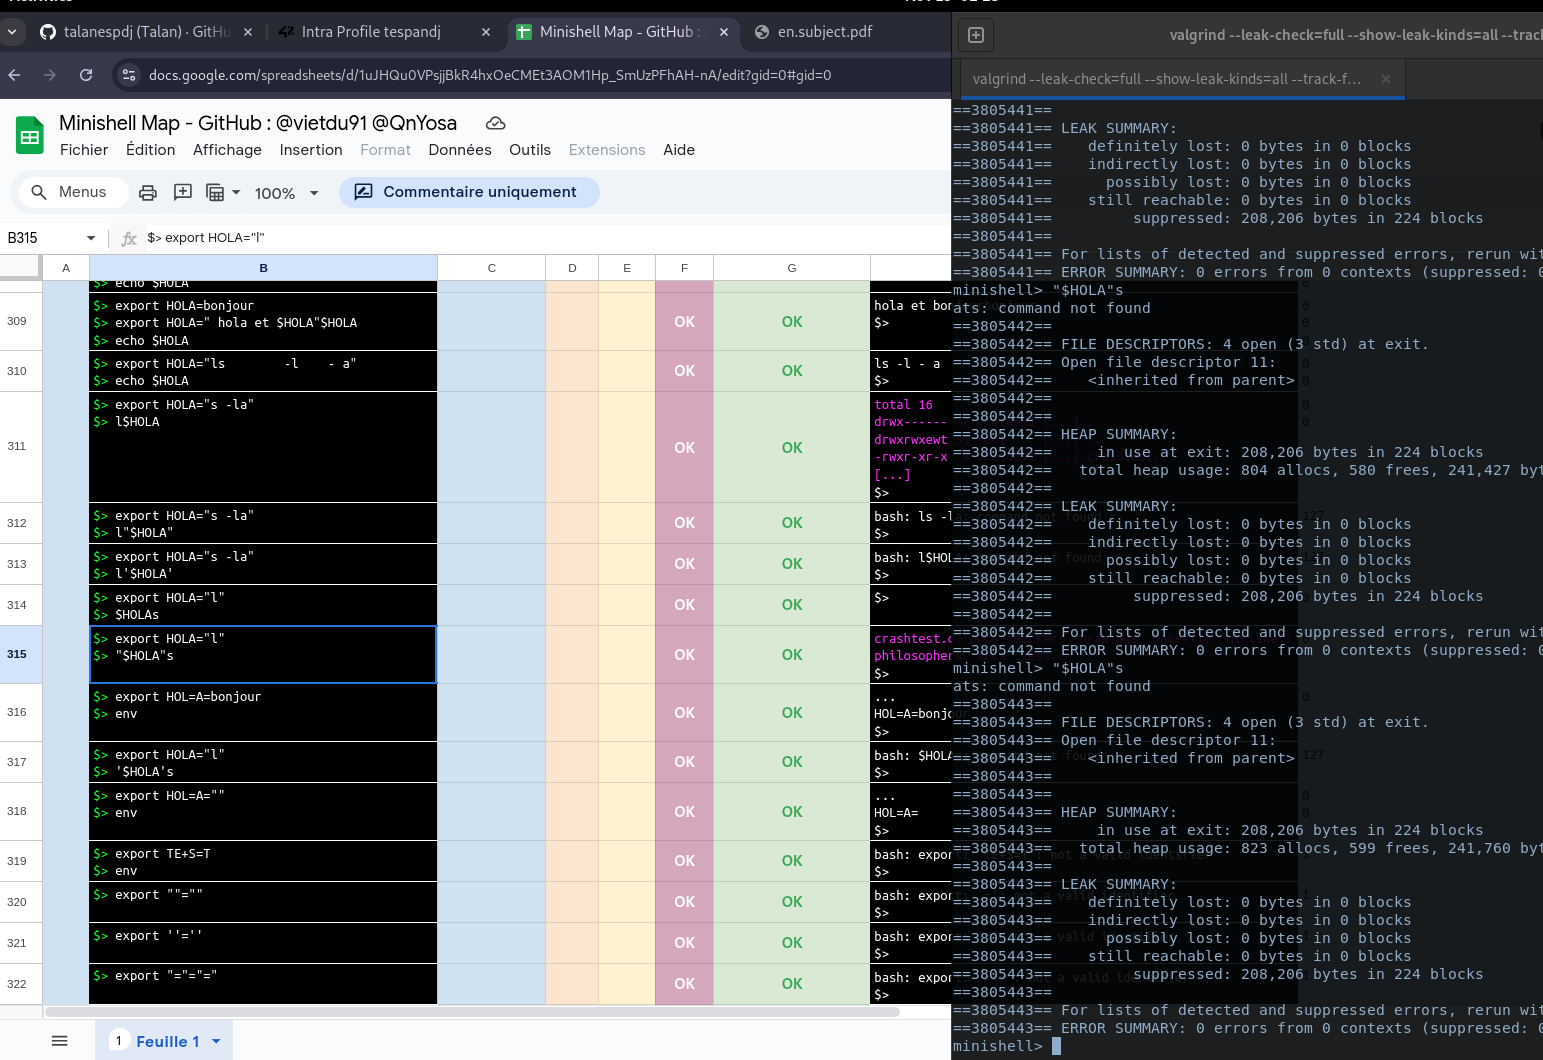 talanespdj (Talan) · GitHu
Intra Profile tespandj
Minishell Map - GitHub :
en.subject.pdf
docs.google.com/spreadsheets/d/1uJHQu0VPsjjBkR4hxOeCMEt3AOM1Hp_SmUzPFhAH-nA/edit?gid=0#gid=0
Minishell Map - GitHub : @vietdu91 @QnYosa
Fichier Édition Affichage Insertion Format Données Outils Extensions Aide
Menus 100% Commentaire uniquement
B315 fx $> export HOLA="l"
A B C D E F G
$> echo $HOLA
309
$> export HOLA=bonjour
$> export HOLA=" hola et $HOLA"$HOLA
$> echo $HOLA
OK OK
hola et bon
$>
310
$> export HOLA="ls        -l    - a"
$> echo $HOLA
OK OK
ls -l - a
$>
311
$> export HOLA="s -la"
$> l$HOLA
OK OK
total 16
drwx------
drwxrwxewt
-rwxr-xr-x
[...]
$>
312
$> export HOLA="s -la"
$> l"$HOLA"
OK OK
bash: ls -la: command not found
127
$>
313
$> export HOLA="s -la"
$> l'$HOLA'
OK OK
bash: l$HOL
$>
314
$> export HOLA="l"
$> $HOLAs
OK OK
$>
315
$> export HOLA="l"
$> "$HOLA"s
OK OK
crashtest.c
philosopher
$>
316
$> export HOL=A=bonjour
$> env
OK OK
...
HOL=A=bonjour
$>
0
317
$> export HOLA="l"
$> '$HOLA's
OK OK
bash: $HOLA
$>
127
318
$> export HOL=A=""
$> env
OK OK
...
HOL=A=
$>
0
0
319
$> export TE+S=T
$> env
OK OK
bash: expor
$>
320
$> export ""=""
OK OK
bash: expor
$>
321
$> export ''=''
OK OK
bash: expor
$>
322
$> export "="="="
OK OK
bash: expor
$>
1 Feuille 1
valgrind --leak-check=full --show-leak-kinds=all --trac
valgrind --leak-check=full --show-leak-kinds=all --track-f...
==3805441==
==3805441== LEAK SUMMARY:
==3805441==    definitely lost: 0 bytes in 0 blocks
==3805441==    indirectly lost: 0 bytes in 0 blocks
==3805441==      possibly lost: 0 bytes in 0 blocks
==3805441==    still reachable: 0 bytes in 0 blocks
==3805441==         suppressed: 208,206 bytes in 224 blocks
==3805441==
==3805441== For lists of detected and suppressed errors, rerun wit
==3805441== ERROR SUMMARY: 0 errors from 0 contexts (suppressed: 0
minishell> "$HOLA"s
ats: command not found
==3805442==
==3805442== FILE DESCRIPTORS: 4 open (3 std) at exit.
==3805442== Open file descriptor 11:
==3805442==    <inherited from parent>
==3805442==
==3805442==
==3805442== HEAP SUMMARY:
==3805442==     in use at exit: 208,206 bytes in 224 blocks
==3805442==   total heap usage: 804 allocs, 580 frees, 241,427 byt
==3805442==
==3805442== LEAK SUMMARY:
==3805442==    definitely lost: 0 bytes in 0 blocks
==3805442==    indirectly lost: 0 bytes in 0 blocks
==3805442==      possibly lost: 0 bytes in 0 blocks
==3805442==    still reachable: 0 bytes in 0 blocks
==3805442==         suppressed: 208,206 bytes in 224 blocks
==3805442==
==3805442== For lists of detected and suppressed errors, rerun wit
==3805442== ERROR SUMMARY: 0 errors from 0 contexts (suppressed: 0
minishell> "$HOLA"s
ats: command not found
==3805443==
==3805443== FILE DESCRIPTORS: 4 open (3 std) at exit.
==3805443== Open file descriptor 11:
==3805443==    <inherited from parent>
==3805443==
==3805443==
==3805443== HEAP SUMMARY:
==3805443==     in use at exit: 208,206 bytes in 224 blocks
==3805443==   total heap usage: 823 allocs, 599 frees, 241,760 byt
==3805443==
==3805443== LEAK SUMMARY:
==3805443==    definitely lost: 0 bytes in 0 blocks
==3805443==    indirectly lost: 0 bytes in 0 blocks
==3805443==      possibly lost: 0 bytes in 0 blocks
==3805443==    still reachable: 0 bytes in 0 blocks
==3805443==         suppressed: 208,206 bytes in 224 blocks
==3805443==
==3805443== For lists of detected and suppressed errors, rerun wit
==3805443== ERROR SUMMARY: 0 errors from 0 contexts (suppressed: 0
minishell>